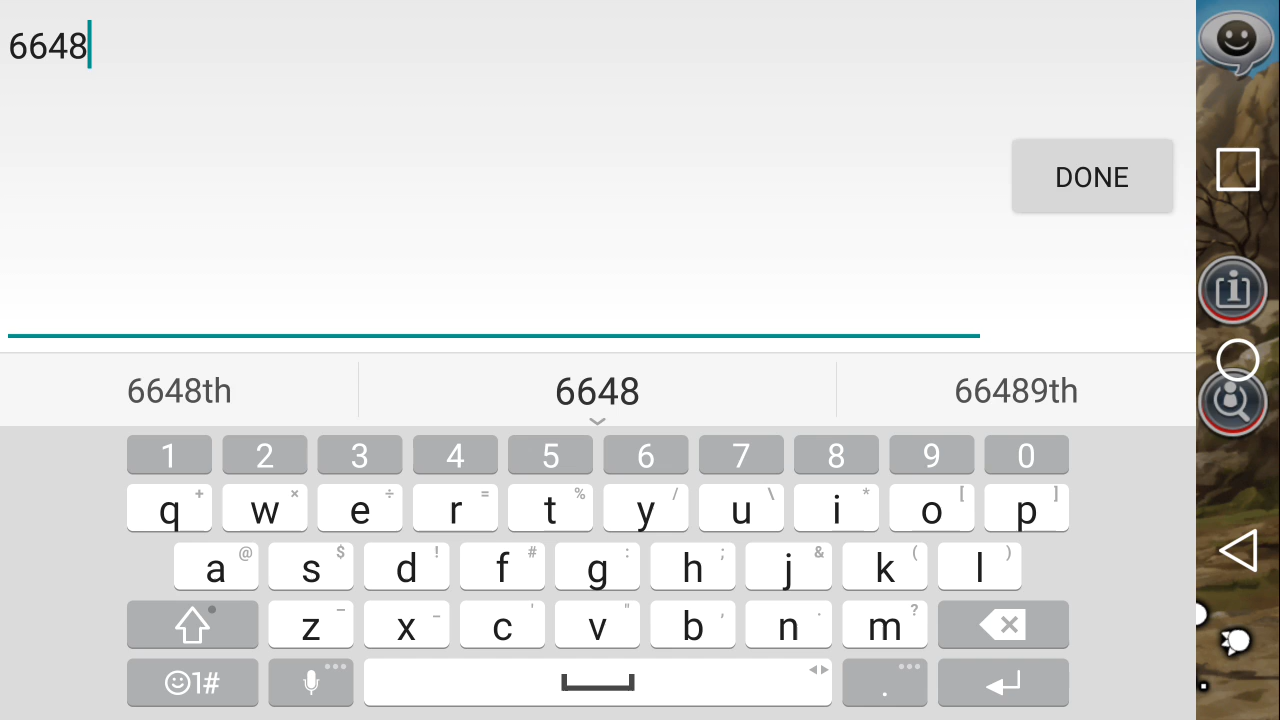 6648
DONE
6648th 6648 66489th
1 2 3 4 5 6 7 8 9 0
q + w × e ÷ r = t % y / u \ i * o [ p ]
a @ s $ d ! f # g : h ; j & k ( l )
z – x _ c ' v " b , n . m ?
1# .